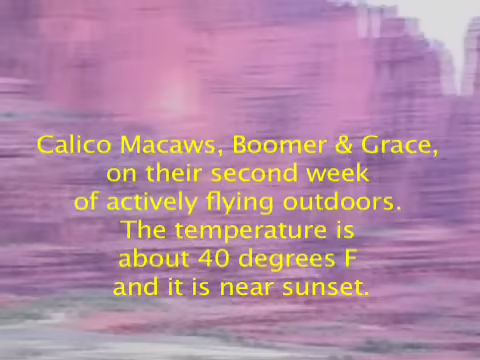 Calico Macaws, Boomer & Grace,
on their second week
of actively flying outdoors.
The temperature is
about 40 degrees F
and it is near sunset.